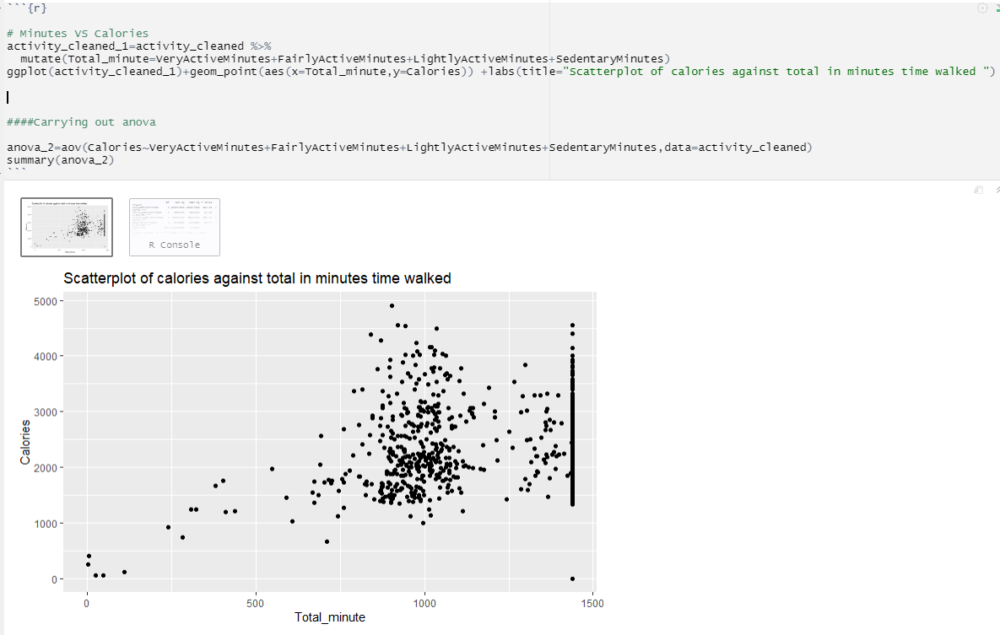 ```{r}
# Minutes VS Calories
activity_cleaned_1=activity_cleaned %>%
  mutate(Total_minute=VeryActiveMinutes+FairlyActiveMinutes+LightlyActiveMinutes+SedentaryMinutes)
ggplot(activity_cleaned_1)+geom_point(aes(x=Total_minute,y=Calories)) +labs(title="Scatterplot of calories against total in minutes time walked ")
####Carrying out anova
anova_2=aov(Calories~VeryActiveMinutes+FairlyActiveMinutes+LightlyActiveMinutes+SedentaryMinutes,data=activity_cleaned)
summary(anova_2)
```
R Console
Scatterplot of calories against total in minutes time walked
5000
4000
3000
2000
1000
0
Calories
0 500 1000 1500
Total_minute